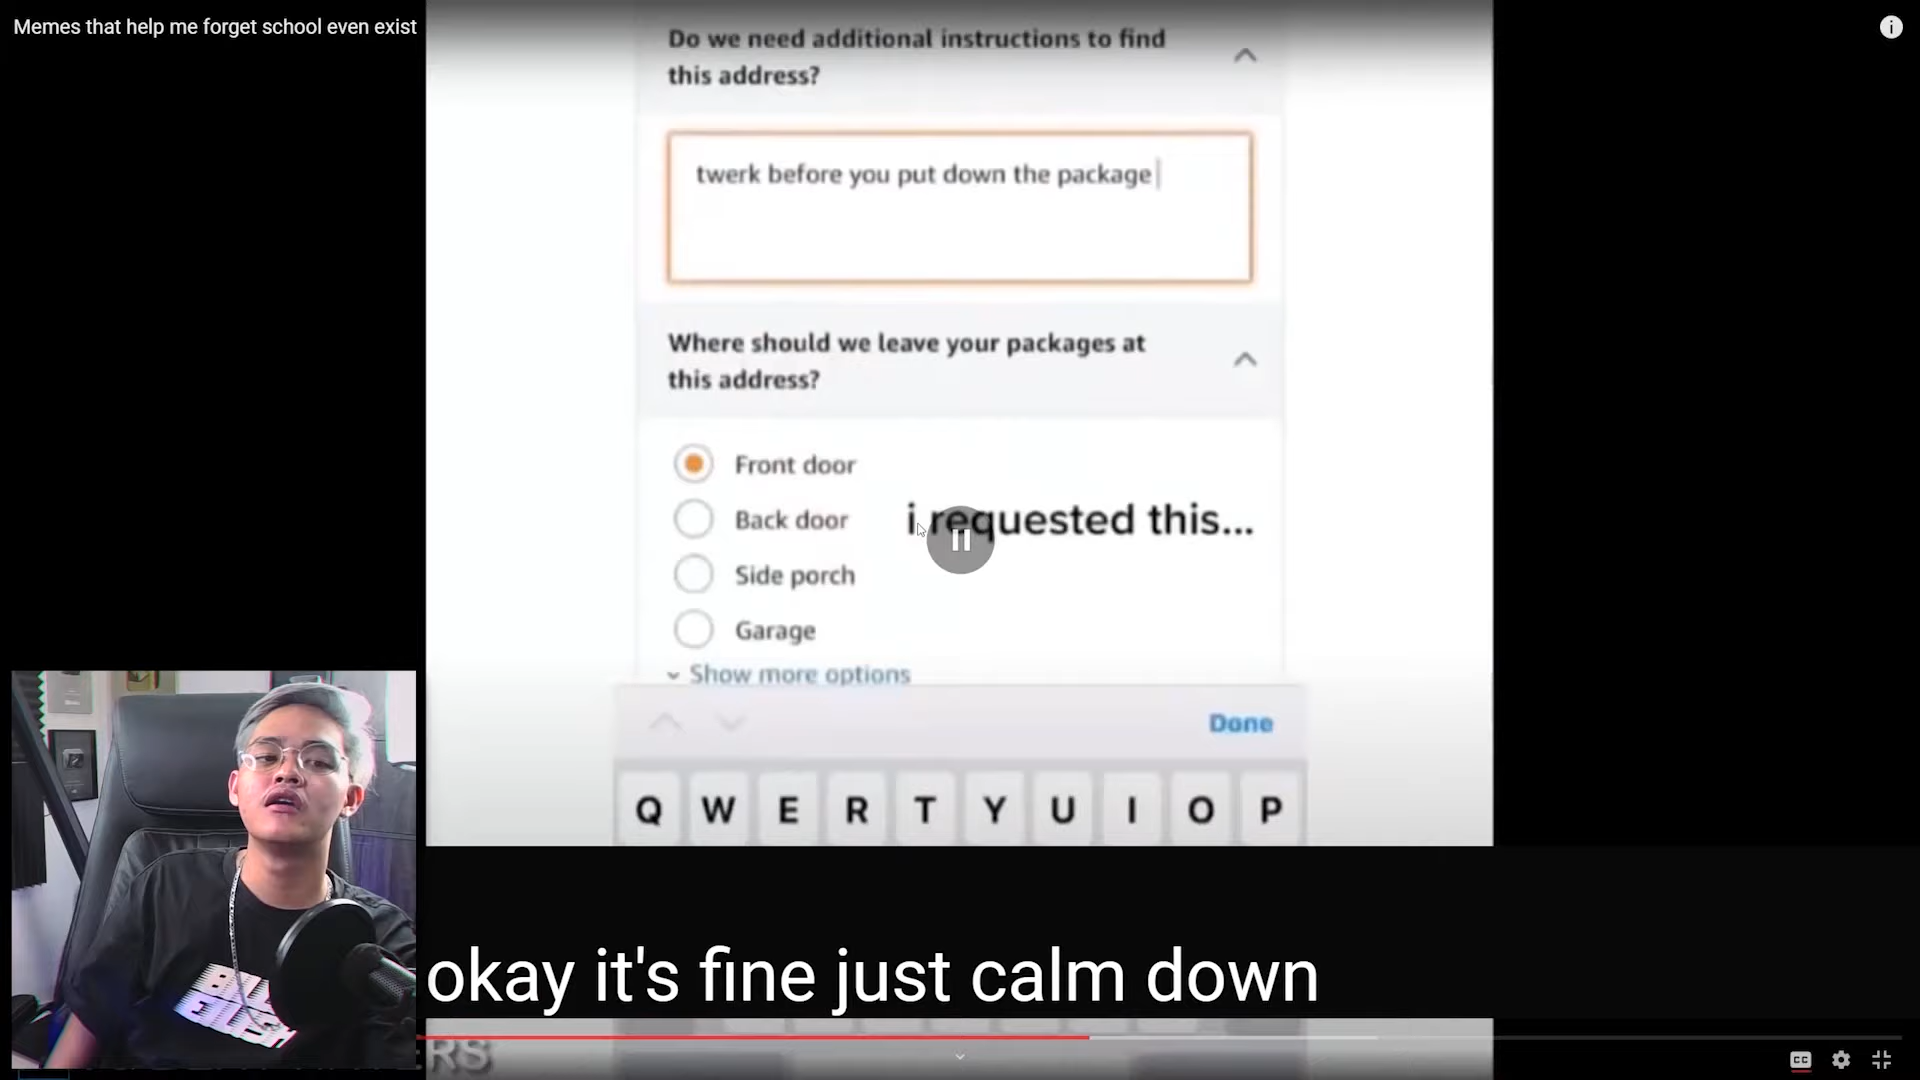 Memes that help me forget school even exist
Do we need additional instructions to find
this address?
twerk before you put down the package
Where should we leave your packages at
this address?
Front door
Back door
i requested this...
Side porch
Garage
Show more options
Done
Q W E R T Y U I O P
okay it's fine just calm down
CC